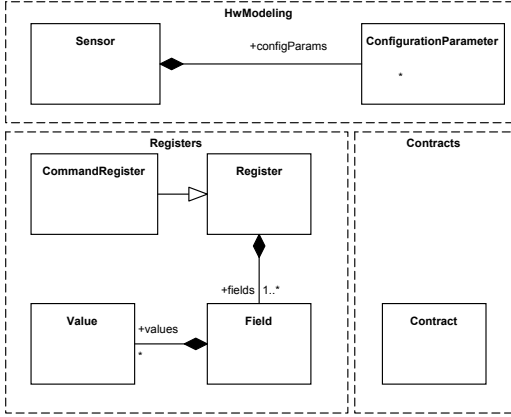 HwModeling
Sensor
+configParams
ConfigurationParameter
*
Registers
CommandRegister
Register
+fields 1..*
Value
+values
*
Field
Contracts
Contract